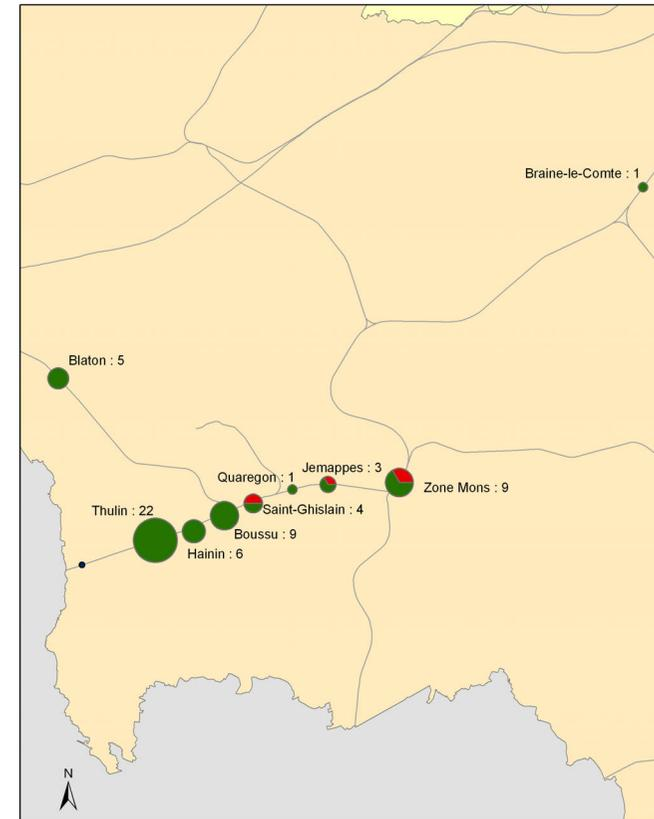 Braine-le-Comte : 1
Blaton : 5
Jemappes : 3
Quaregon : 1
Zone Mons : 9
Thulin : 22
Saint-Ghislain : 4
Boussu : 9
Hainin : 6
N